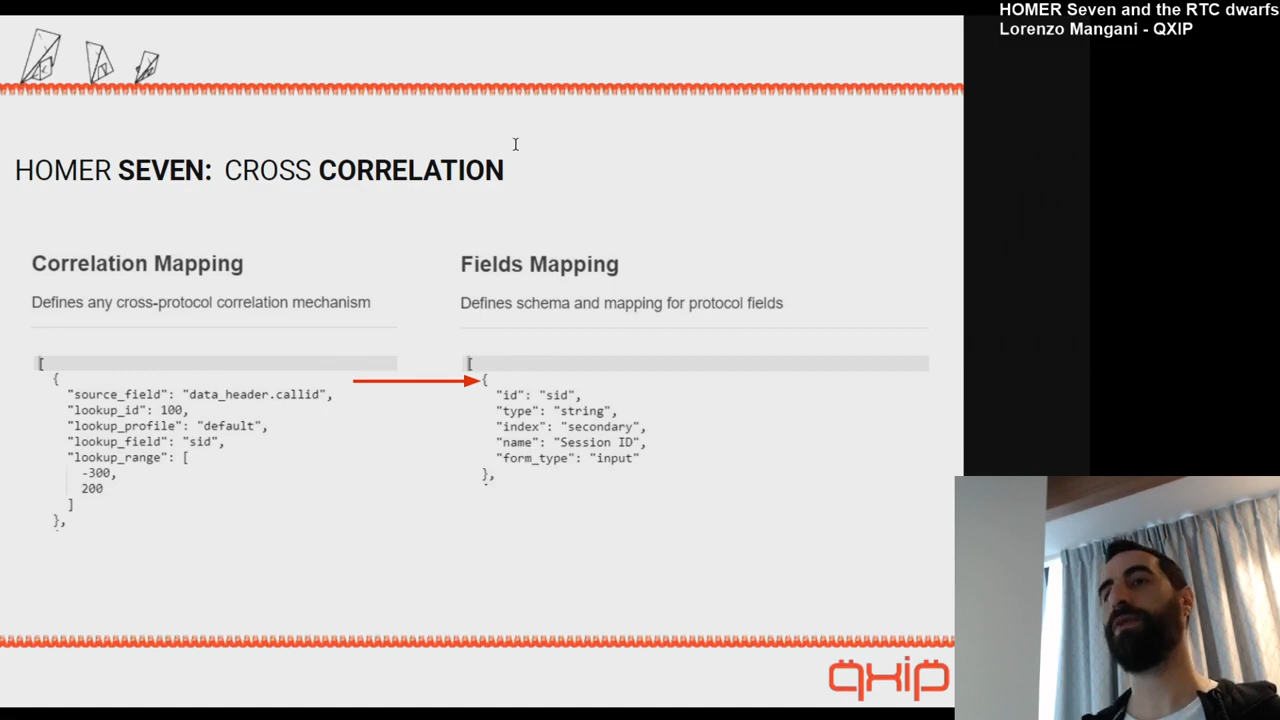 HOMER Seven and the RTC dwarfs
Lorenzo Mangani - QXIP
HOMER SEVEN: CROSS CORRELATION
Correlation Mapping
Defines any cross-protocol correlation mechanism
[
{
"source_field": "data_header.callid",
"lookup_id": 100,
"lookup_profile": "default",
"lookup_field": "sid",
"lookup_range": [
-300,
200
]
},
Fields Mapping
Defines schema and mapping for protocol fields
[
{
"id": "sid",
"type": "string",
"index": "secondary",
"name": "Session ID",
"form_type": "input"
},
qxip